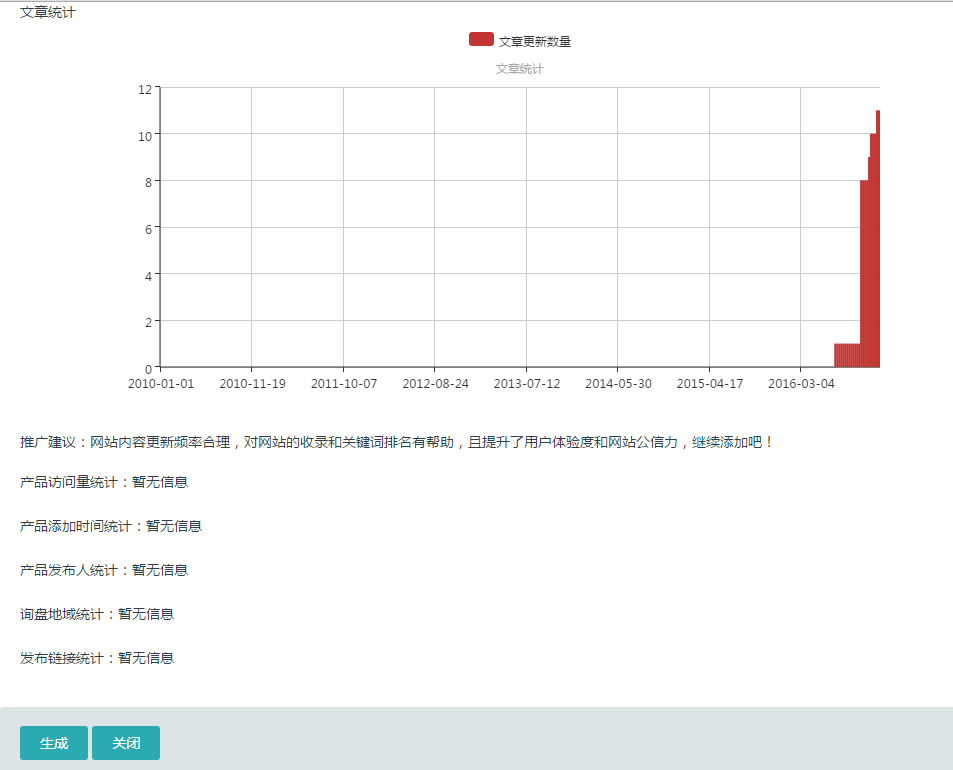 文章统计
文章更新数量
文章统计
12
10
8
6
4
2
0
2010-01-01 2010-11-19 2011-10-07 2012-08-24 2013-07-12 2014-05-30 2015-04-17 2016-03-04
推广建议：网站内容更新频率合理，对网站的收录和关键词排名有帮助，且提升了用户体验度和网站公信力，继续添加吧！
产品访问量统计：暂无信息
产品添加时间统计：暂无信息
产品发布人统计：暂无信息
询盘地域统计：暂无信息
发布链接统计：暂无信息
生成 关闭